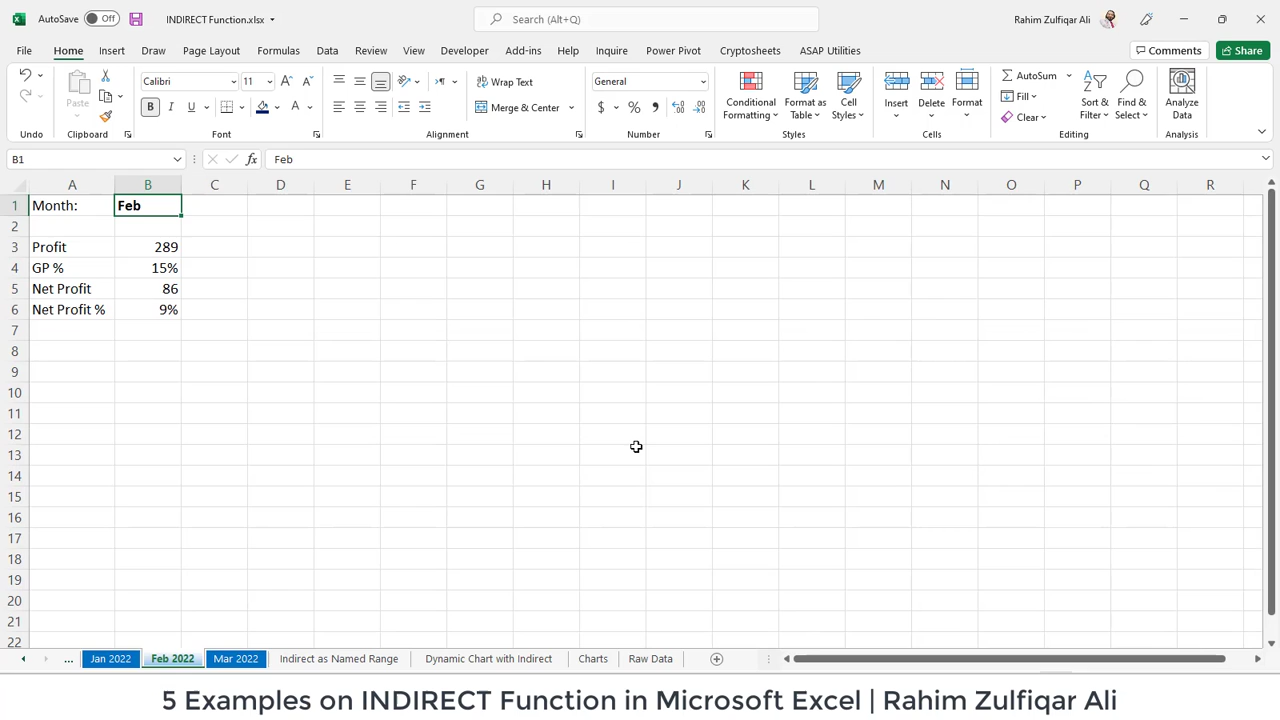 AutoSave Off INDIRECT Function.xlsx Search (Alt+Q) Rahim Zulfiqar Ali
File Home Insert Draw Page Layout Formulas Data Review View Developer Add-ins Help Inquire Power Pivot Cryptosheets ASAP Utilities Comments Share
Calibri 11 Wrap Text General AutoSum
Paste Merge & Center Conditional Formatting Format as Table Cell Styles Insert Delete Format Fill Sort & Filter Find & Select Analyze Data
Clear
Undo Clipboard Font Alignment Number Styles Cells Editing Analysis
B1 fx Feb
A B C D E F G H I J K L M N O P Q R
1 Month: Feb
2
3 Profit 289
4 GP % 15%
5 Net Profit 86
6 Net Profit % 9%
7
8
9
10
11
12
13
14
15
16
17
18
19
20
21
22
... Jan 2022 Feb 2022 Mar 2022 Indirect as Named Range Dynamic Chart with Indirect Charts Raw Data
5 Examples on INDIRECT Function in Microsoft Excel | Rahim Zulfiqar Ali